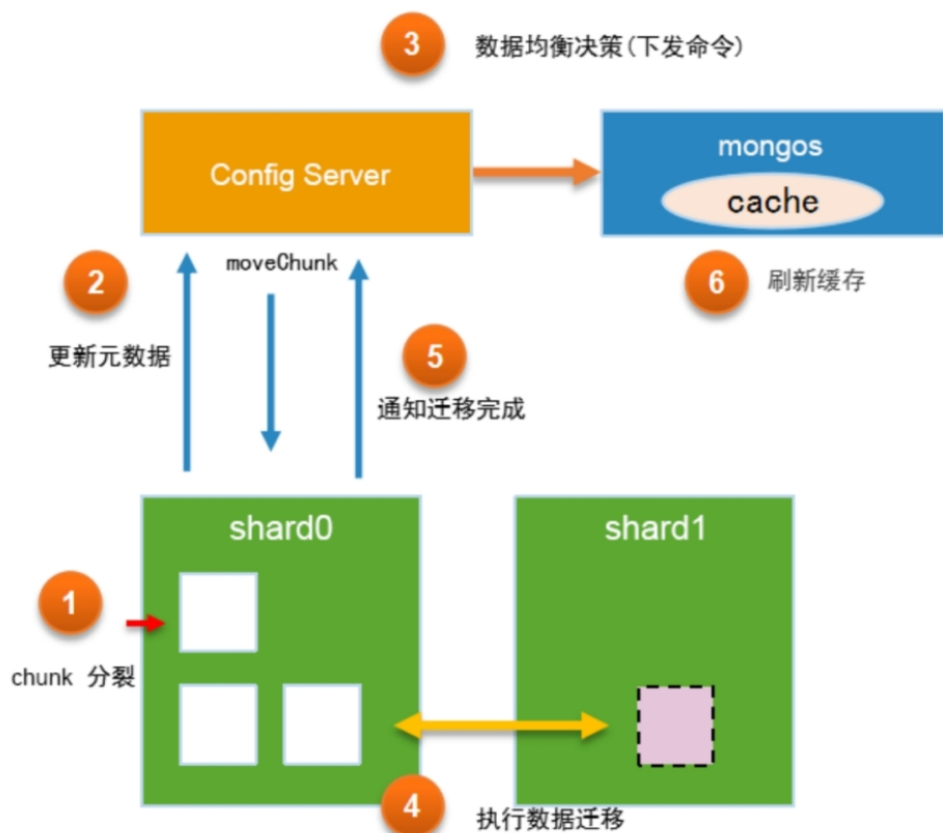 3 数据均衡决策(下发命令)
Config Server
mongos
cache
2
moveChunk
6 刷新缓存
更新元数据
5
通知迁移完成
shard0
shard1
1
chunk 分裂
4 执行数据迁移